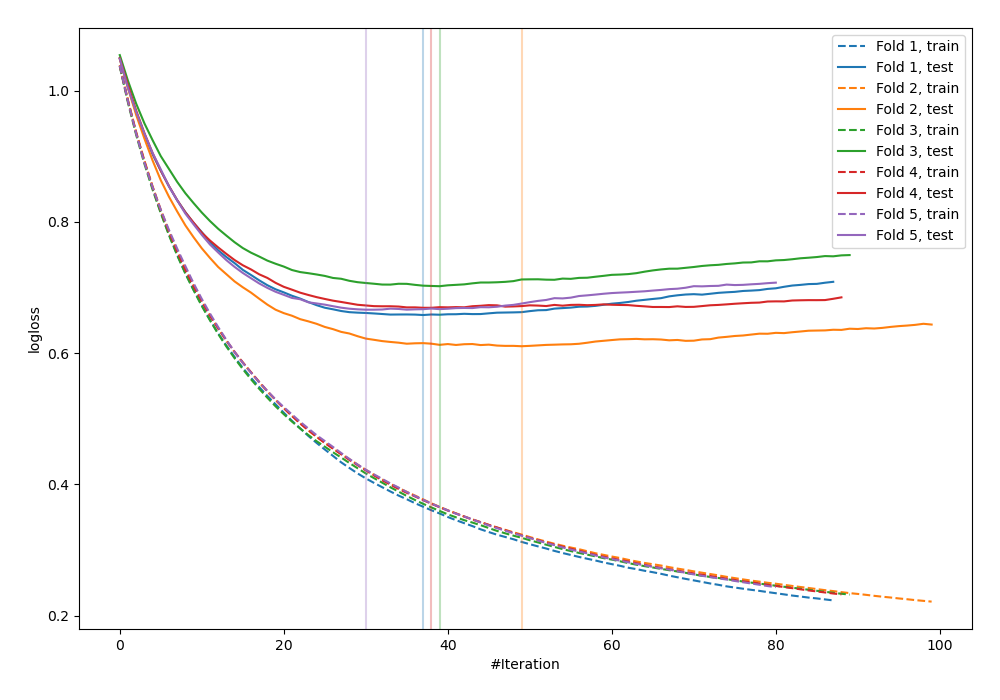 Fold 1, train
Fold 1, test
Fold 2, train
Fold 2, test
Fold 3, train
Fold 3, test
Fold 4, train
Fold 4, test
Fold 5, train
Fold 5, test
logloss
1.0
0.8
0.6
0.4
0.2
0 20 40 60 80 100
#Iteration